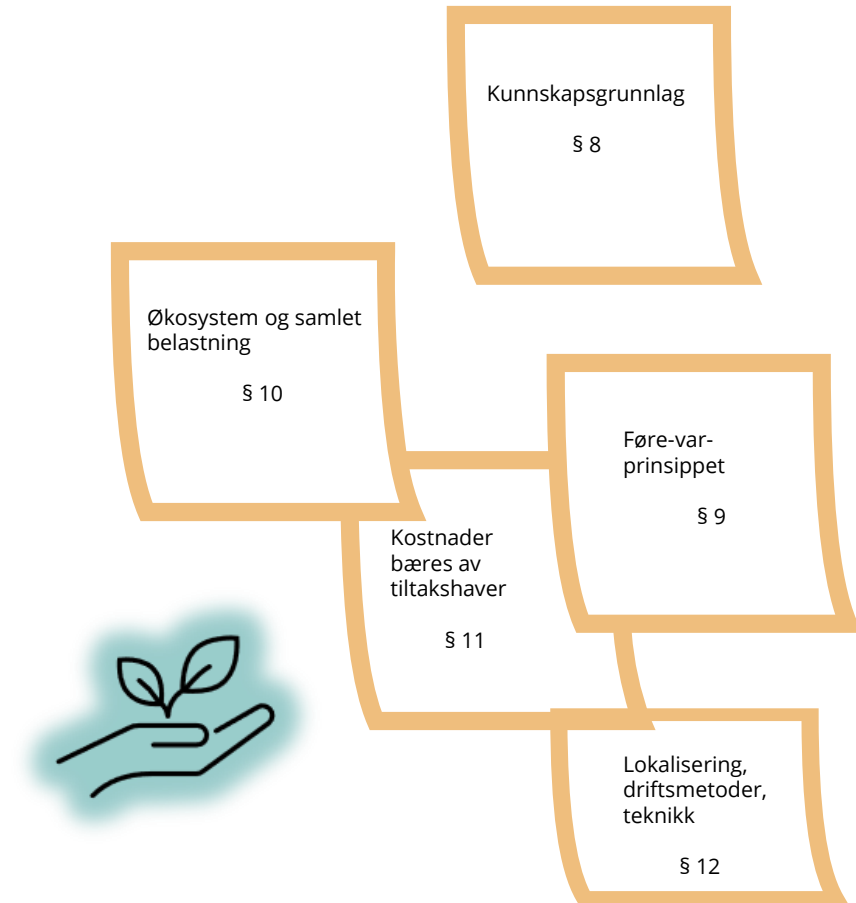 Kunnskapsgrunnlag
§ 8
Økosystem og samlet
belastning
§ 10
Føre-var-
prinsippet
§ 9
Kostnader
bæres av
tiltakshaver
§ 11
Lokalisering,
driftsmetoder,
teknikk
§ 12